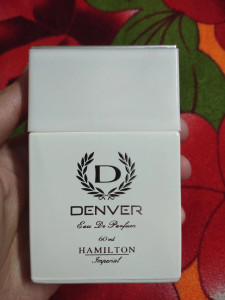 D
DENVER
Eau De Parfum
60 ml
HAMILTON
Imperial